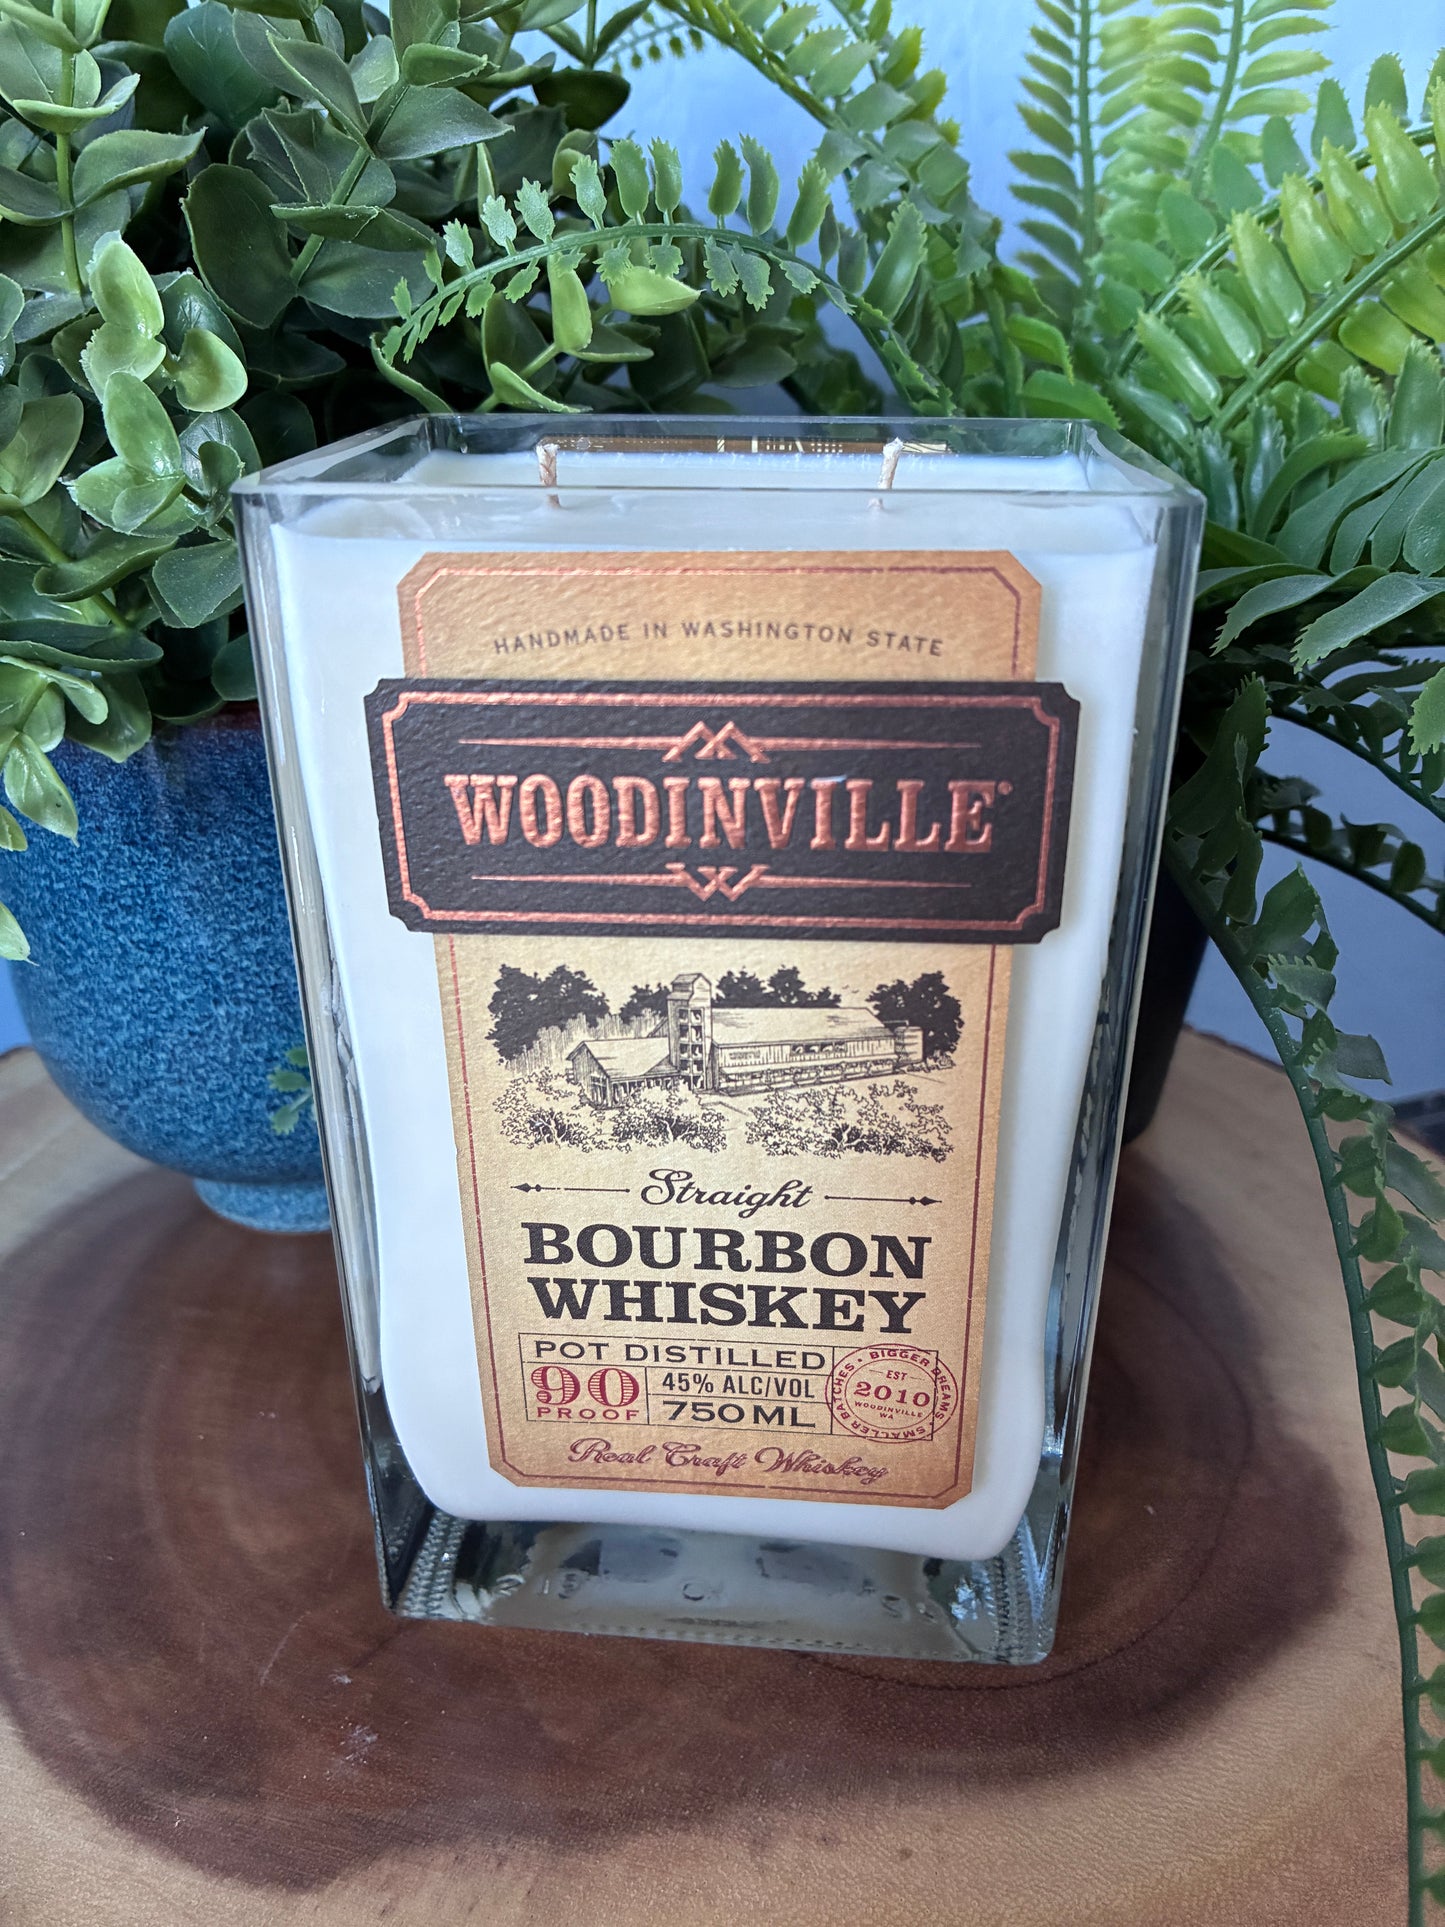 HANDMADE IN WASHINGTON STATE
WOODINVILLE®
W
Straight
BOURBON
WHISKEY
POT DISTILLED
90
PROOF
45% ALC/VOL
750ML
BIGGER DREAMS • SMALLER BATCHES •
EST
2010
WOODINVILLE
WA
Real Craft Whiskey